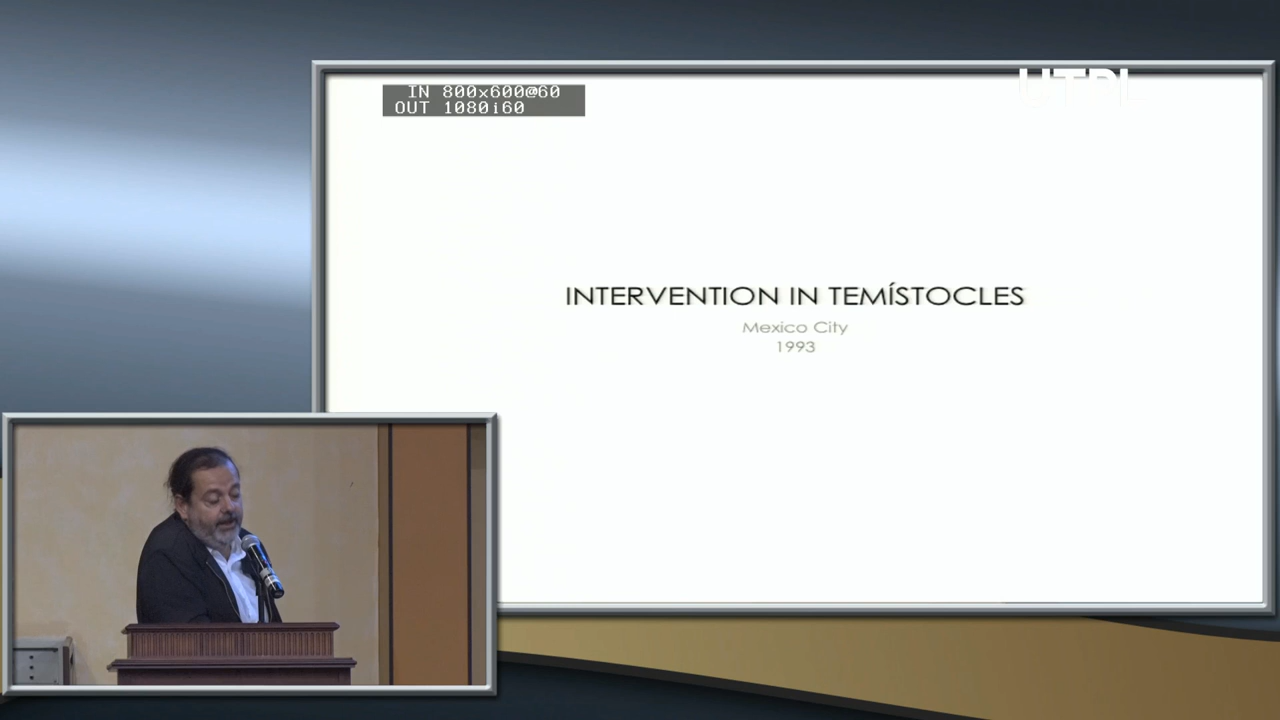 UTPL
IN 800x600@60
OUT 1080i60
INTERVENTION IN TEMÍSTOCLES
Mexico City
1993